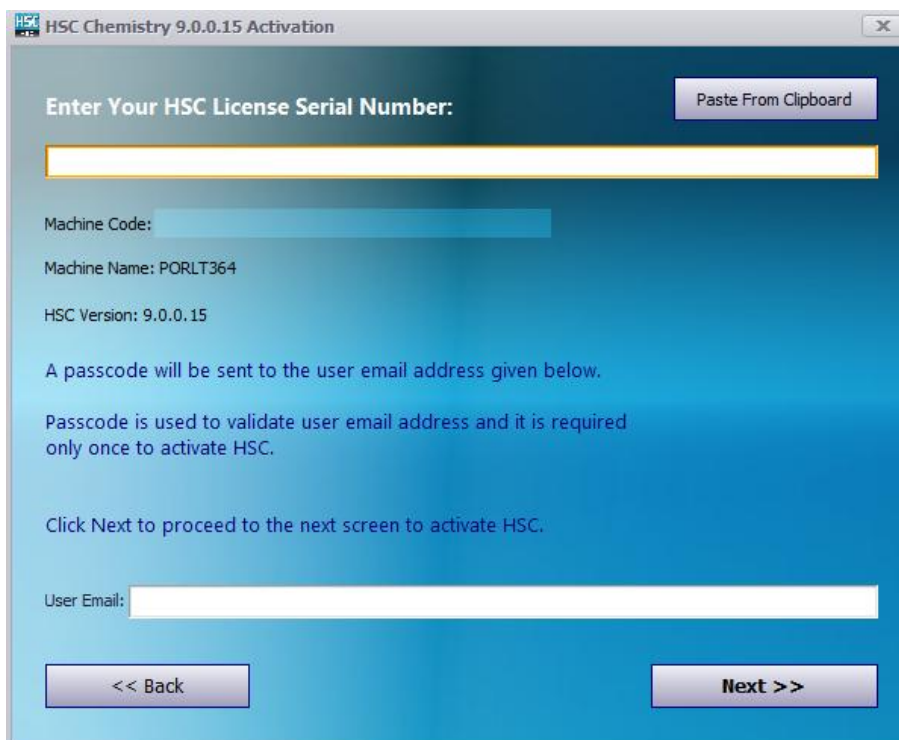 HSC
HSC Chemistry 9.0.0.15 Activation
Enter Your HSC License Serial Number:
Paste From Clipboard
Machine Code:
Machine Name: PORLT364
HSC Version: 9.0.0.15
A passcode will be sent to the user email address given below.
Passcode is used to validate user email address and it is required
only once to activate HSC.
Click Next to proceed to the next screen to activate HSC.
User Email:
<< Back
Next >>